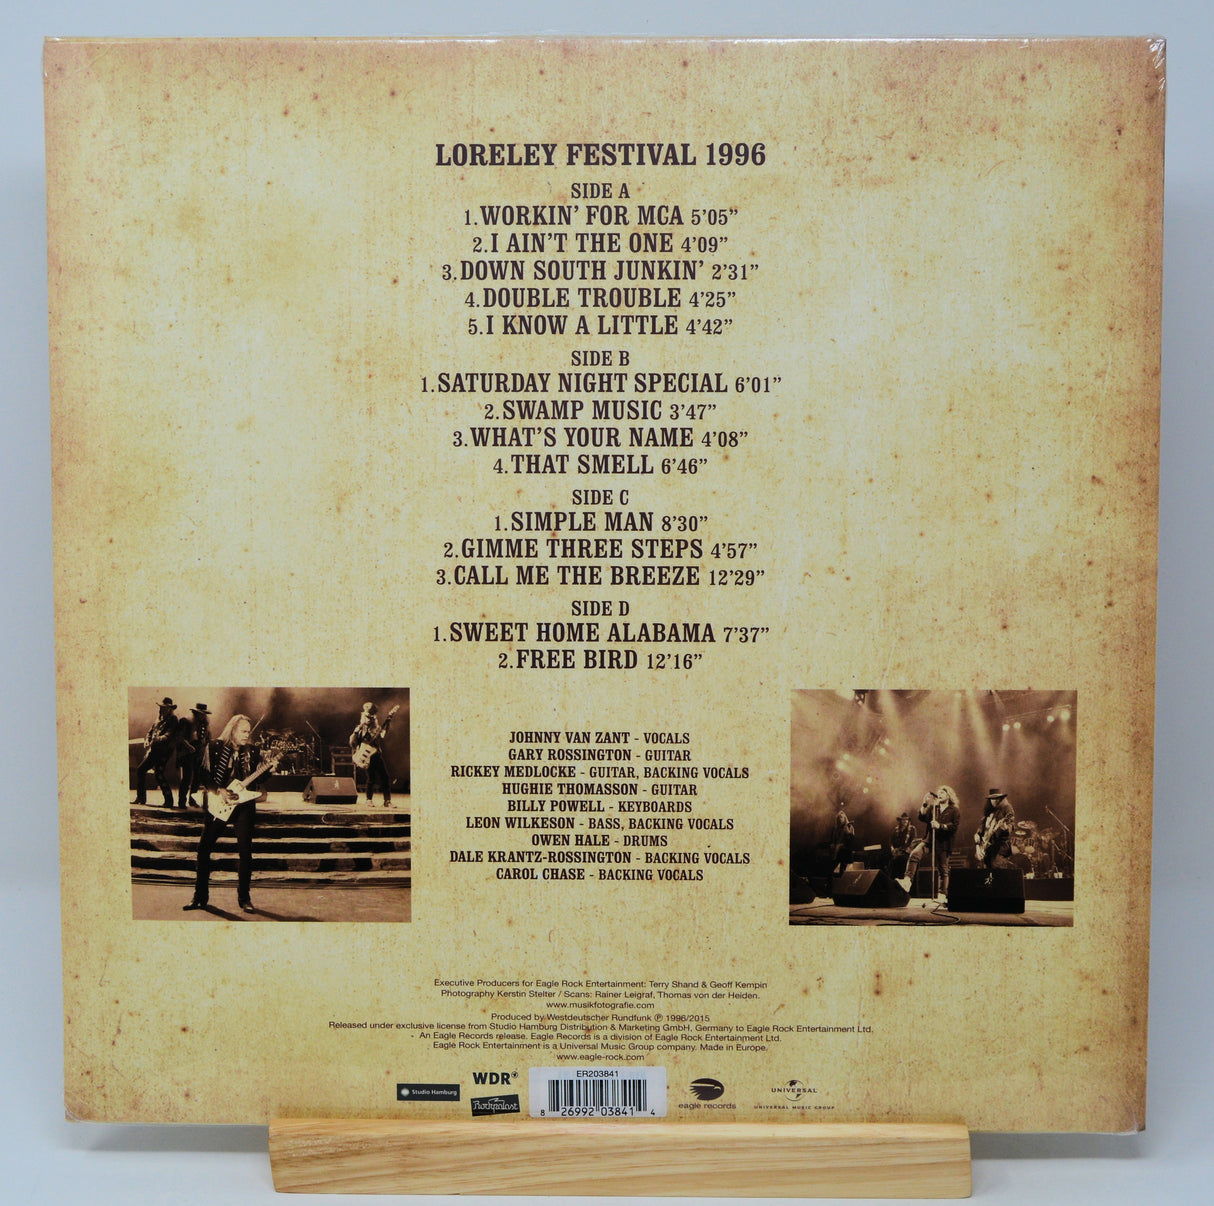 LORELEY FESTIVAL 1996
SIDE A
1.WORKIN' FOR MCA 5'05"
2.I AIN'T THE ONE 4'09"
3.DOWN SOUTH JUNKIN' 2'31"
4.DOUBLE TROUBLE 4'25"
5.I KNOW A LITTLE 4'42"
SIDE B
1.SATURDAY NIGHT SPECIAL 6'01"
2.SWAMP MUSIC 3'47"
3.WHAT'S YOUR NAME 4'08"
4.THAT SMELL 6'46"
SIDE C
1.SIMPLE MAN 8'30"
2.GIMME THREE STEPS 4'57"
3.CALL ME THE BREEZE 12'29"
SIDE D
1.SWEET HOME ALABAMA 7'37"
2.FREE BIRD 12'16"
JOHNNY VAN ZANT - VOCALS
GARY ROSSINGTON - GUITAR
RICKEY MEDLOCKE - GUITAR, BACKING VOCALS
HUGHIE THOMASSON - GUITAR
BILLY POWELL - KEYBOARDS
LEON WILKESON - BASS, BACKING VOCALS
OWEN HALE - DRUMS
DALE KRANTZ-ROSSINGTON - BACKING VOCALS
CAROL CHASE - BACKING VOCALS
Executive Producers for Eagle Rock Entertainment: Terry Shand & Geoff Kempin
Photography Kerstin Stelter / Scans: Rainer Leigraf, Thomas von der Heiden.
www.musikfotografie.com
Produced by Westdeutscher Rundfunk ℗ 1996/2015
Released under exclusive license from Studio Hamburg Distribution & Marketing GmbH, Germany to Eagle Rock Entertainment Ltd.
An Eagle Records release. Eagle Records is a division of Eagle Rock Entertainment Ltd.
Eagle Rock Entertainment is a Universal Music Group company. Made in Europe.
www.eagle-rock.com
Studio Hamburg
WDR
Rockpalast
ER203841
8 26992 03841 4
eagle records
UNIVERSAL
UNIVERSAL MUSIC GROUP